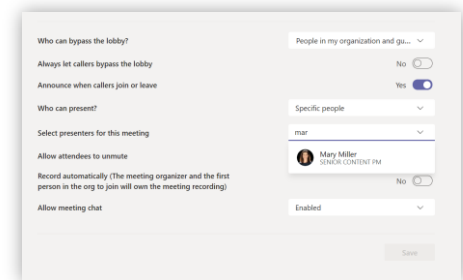 Who can bypass the lobby?
People in my organization and gu...
Always let callers bypass the lobby
No
Announce when callers join or leave
Yes
Who can present?
Specific people
Select presenters for this meeting
mar
Mary Miller
SENIOR CONTENT PM
Allow attendees to unmute
Record automatically (The meeting organizer and the first
person in the org to join will own the meeting recording)
No
Allow meeting chat
Enabled
Save